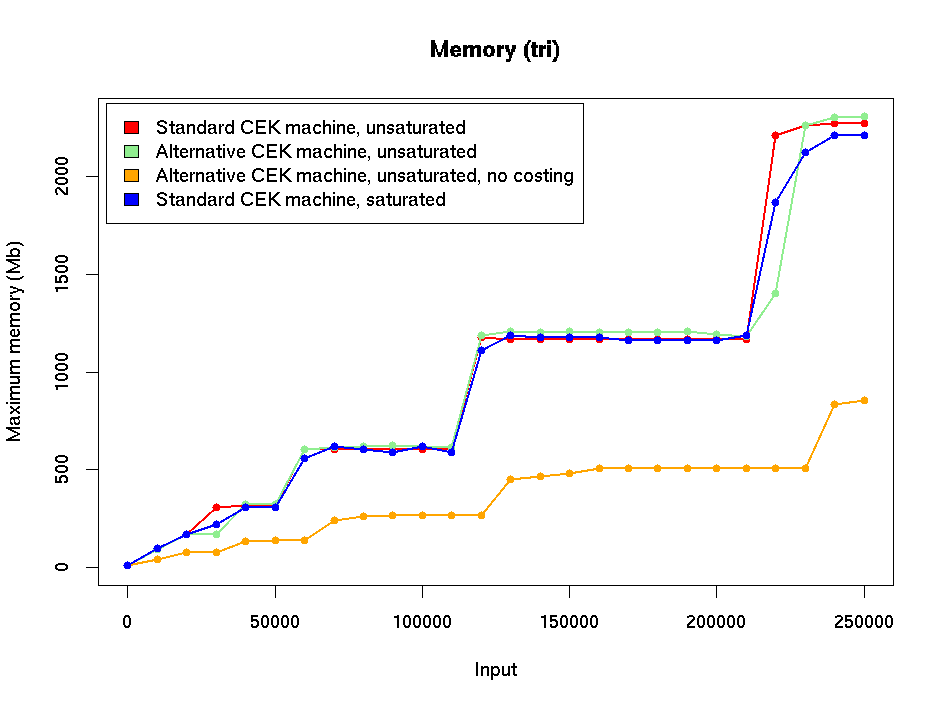 Memory (tri)
Standard CEK machine, unsaturated
Alternative CEK machine, unsaturated
Alternative CEK machine, unsaturated, no costing
Standard CEK machine, saturated
Maximum memory (Mb)
2000
1500
1000
500
0
0 50000 100000 150000 200000 250000
Input